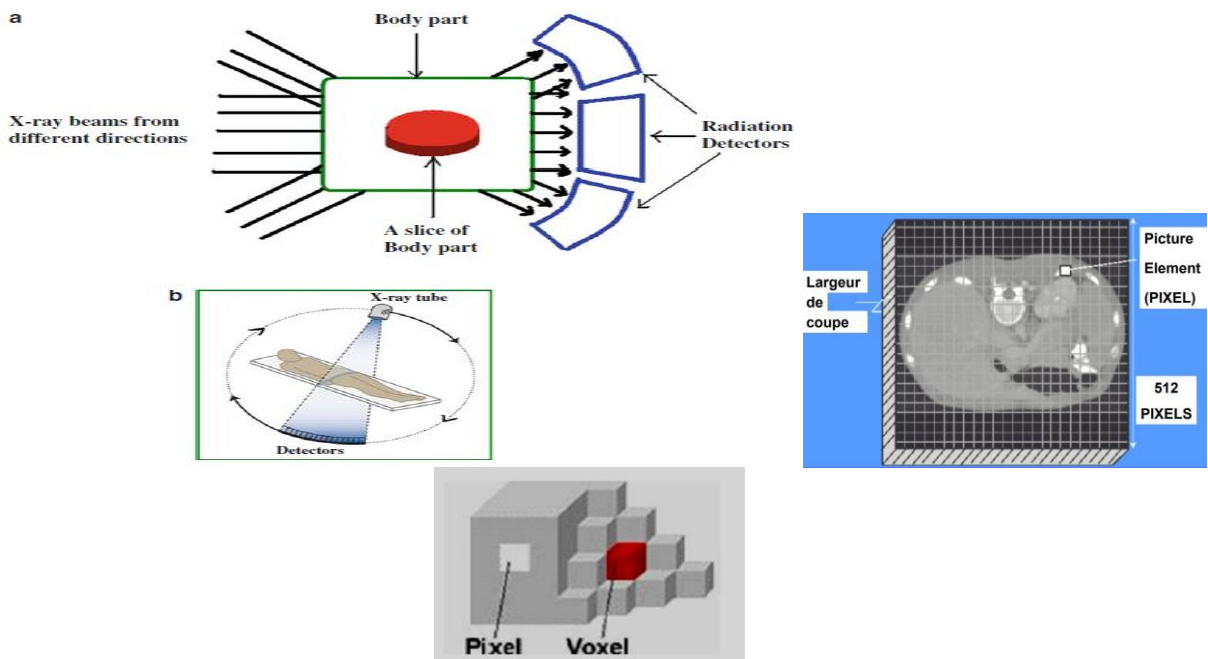 a
Body part
X-ray beams from
different directions
Radiation
Detectors
A slice of
Body part
b
X-ray tube
Detectors
Largeur
de
coupe
Picture
Element
(PIXEL)
512
PIXELS
Pixel
Voxel